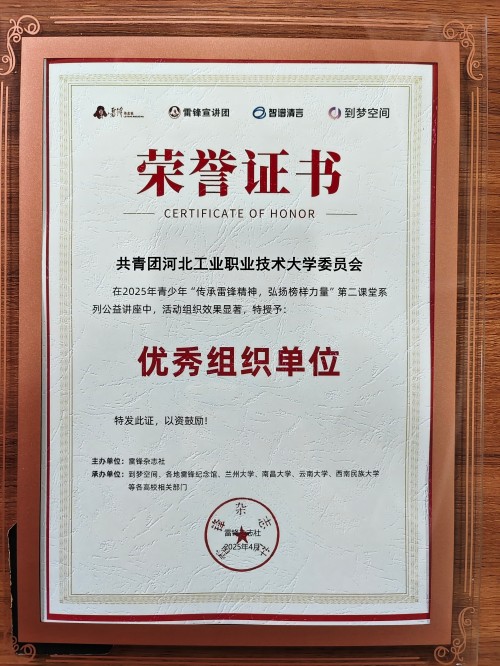 雷锋
雷锋宣讲团
智谱清言
到梦空间
荣誉证书
CERTIFICATE OF HONOR
共青团河北工业职业技术大学委员会
在2025年青少年“传承雷锋精神,弘扬榜样力量”第二课堂系
列公益讲座中,活动组织效果显著,特授予:
优秀组织单位
特发此证,以资鼓励!
主办单位:雷锋杂志社
承办单位:到梦空间、各地雷锋纪念馆、兰州大学、南昌大学、云南大学、西南民族大学
等各高校相关部门
雷锋杂志社
2025年4月